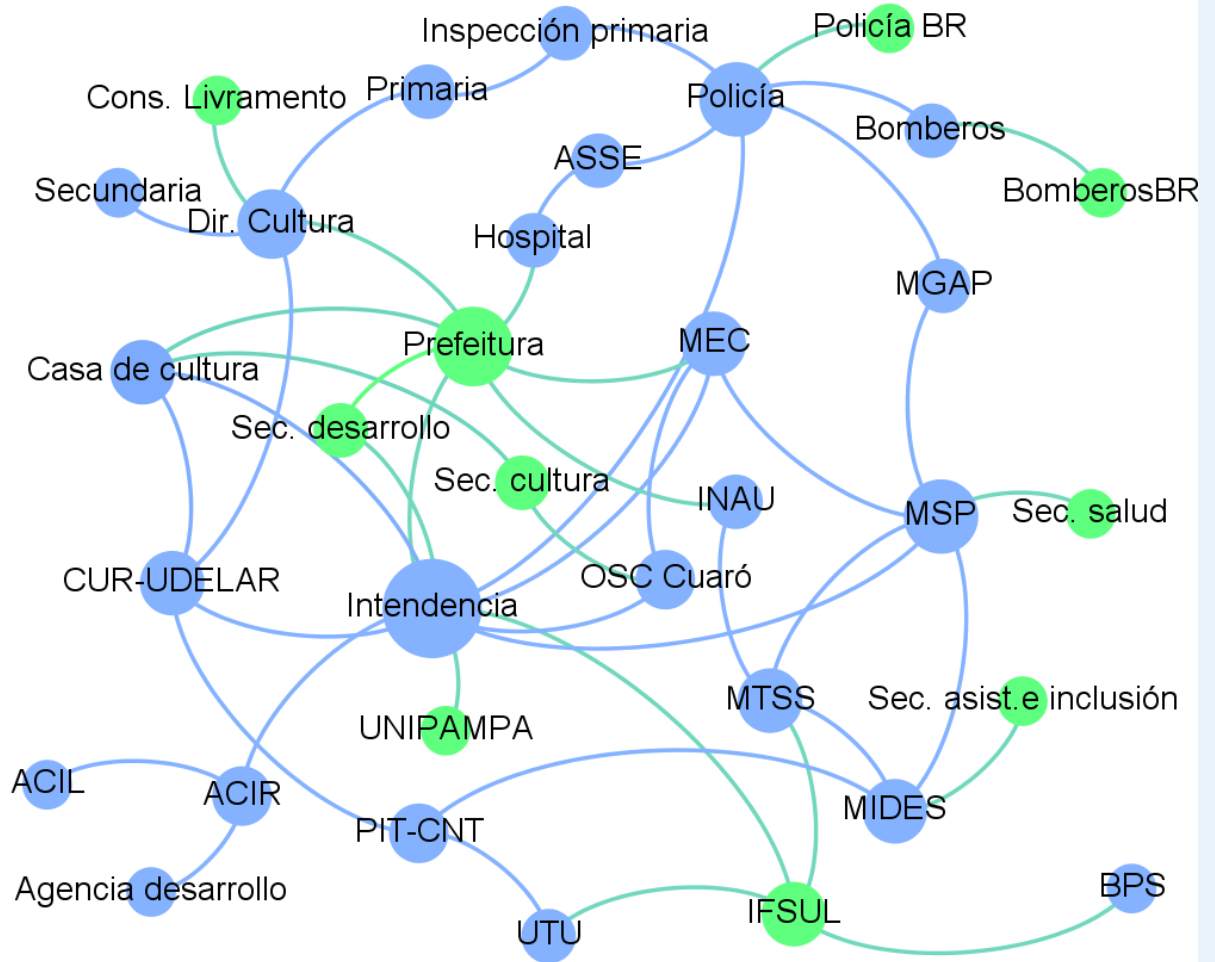 Inspección primaria
Policía BR
Cons. Livramento
Primaria
Policía
Bomberos
ASSE
Secundaria
BomberosBR
Dir. Cultura
Hospital
MGAP
Prefeitura
MEC
Casa de cultura
Sec. desarrollo
Sec. cultura
INAU
MSP
Sec. salud
CUR-UDELAR
OSC Cuaró
Intendencia
MTSS
Sec. asist.e inclusión
UNIPAMPA
ACIL
ACIR
MIDES
PIT-CNT
Agencia desarrollo
BPS
IFSUL
UTU